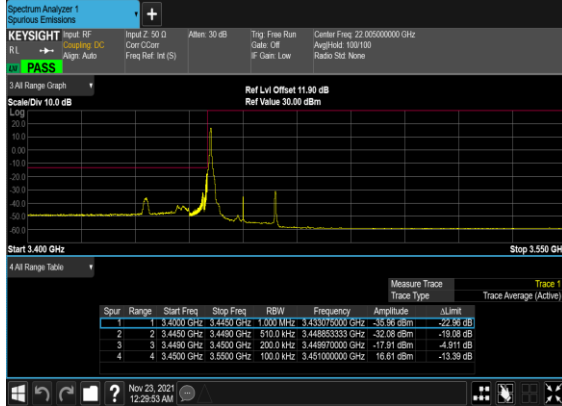 Spectrum Analyzer 1
Spurious Emissions
+
KEYSIGHT Input: RF Input Z: 50 Ω Atten: 30 dB Trig: Free Run Center Freq: 22.005000000 GHz
RL Coupling: DC Corr CCorr Gate: Off Avg|Hold: 100/100
Align: Auto Freq Ref: Int (S) IF Gain: Low Radio Std: None
PASS
3 All Range Graph
Ref Lvl Offset 11.90 dB
Scale/Div 10.0 dB Ref Value 30.00 dBm
Log
20.0
10.0
0.00
-10.0
-20.0
-30.0
-40.0
-50.0
-60.0
Start 3.400 GHz Stop 3.550 GH
4 All Range Table
Measure Trace Trace 1
Trace Type Trace Average (Active)
Spur Range Start Freq Stop Freq RBW Frequency Amplitude ΔLimit
1 1 3.4000 GHz 3.4450 GHz 1.000 MHz 3.433075000 GHz -35.96 dBm -22.96 dB
2 2 3.4450 GHz 3.4490 GHz 510.0 kHz 3.448853333 GHz -32.08 dBm -19.08 dB
3 3 3.4490 GHz 3.4500 GHz 200.0 kHz 3.449970000 GHz -17.91 dBm -4.911 dB
4 4 3.4500 GHz 3.5500 GHz 100.0 kHz 3.451000000 GHz 16.61 dBm -13.39 dB
?
Nov 23, 2021
12:29:53 AM